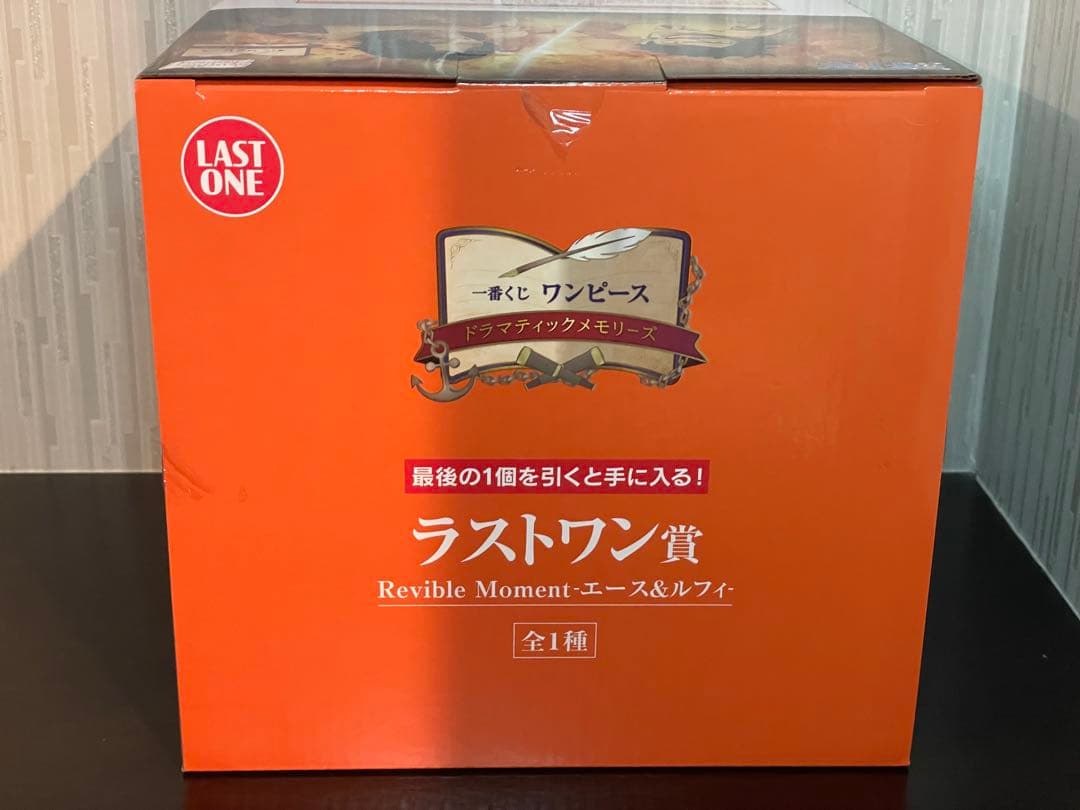 LAST
ONE
一番くじ ワンピース
ドラマティックメモリーズ
最後の1個を引くと手に入る！
ラストワン賞
Revible Moment-エース&ルフィ-
全1種